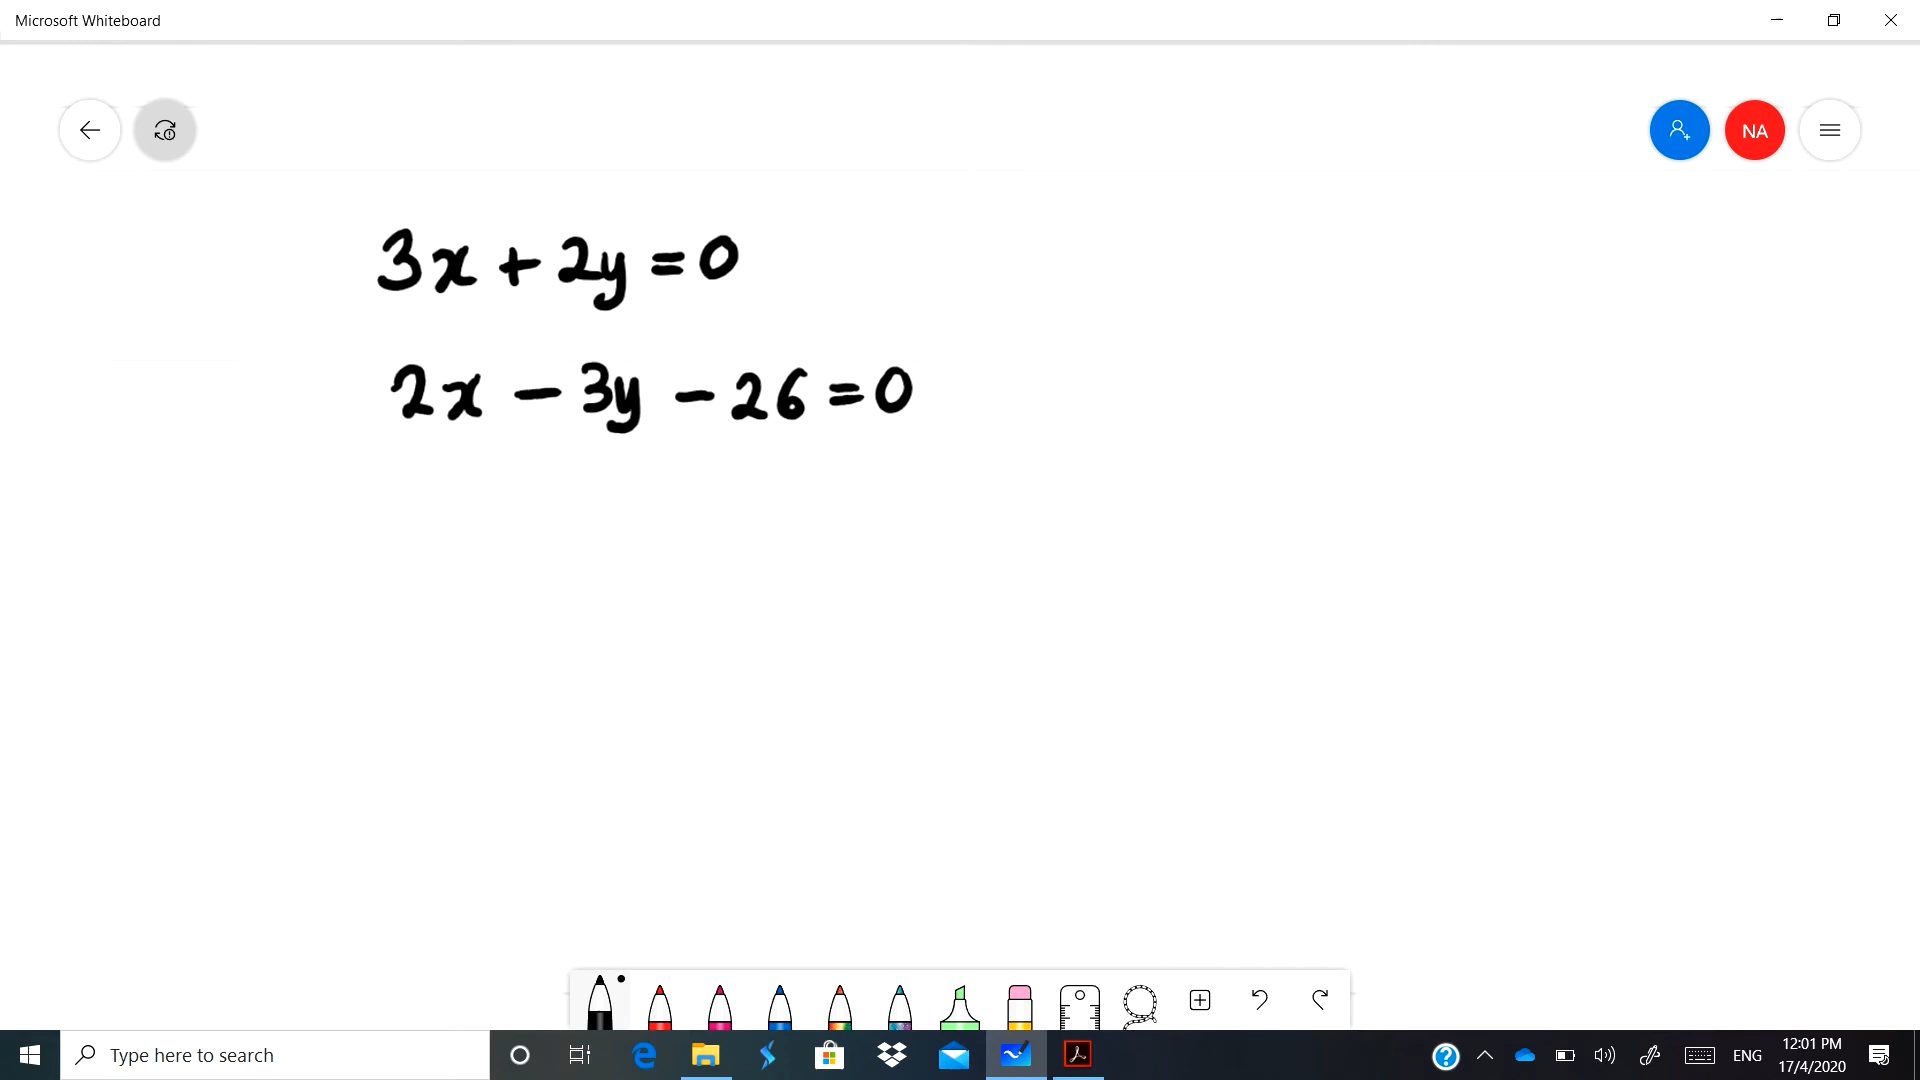 Microsoft Whiteboard
NA
3x + 2y = 0
2x - 3y - 26 = 0
Type here to search
ENG
12:01 PM
17/4/2020